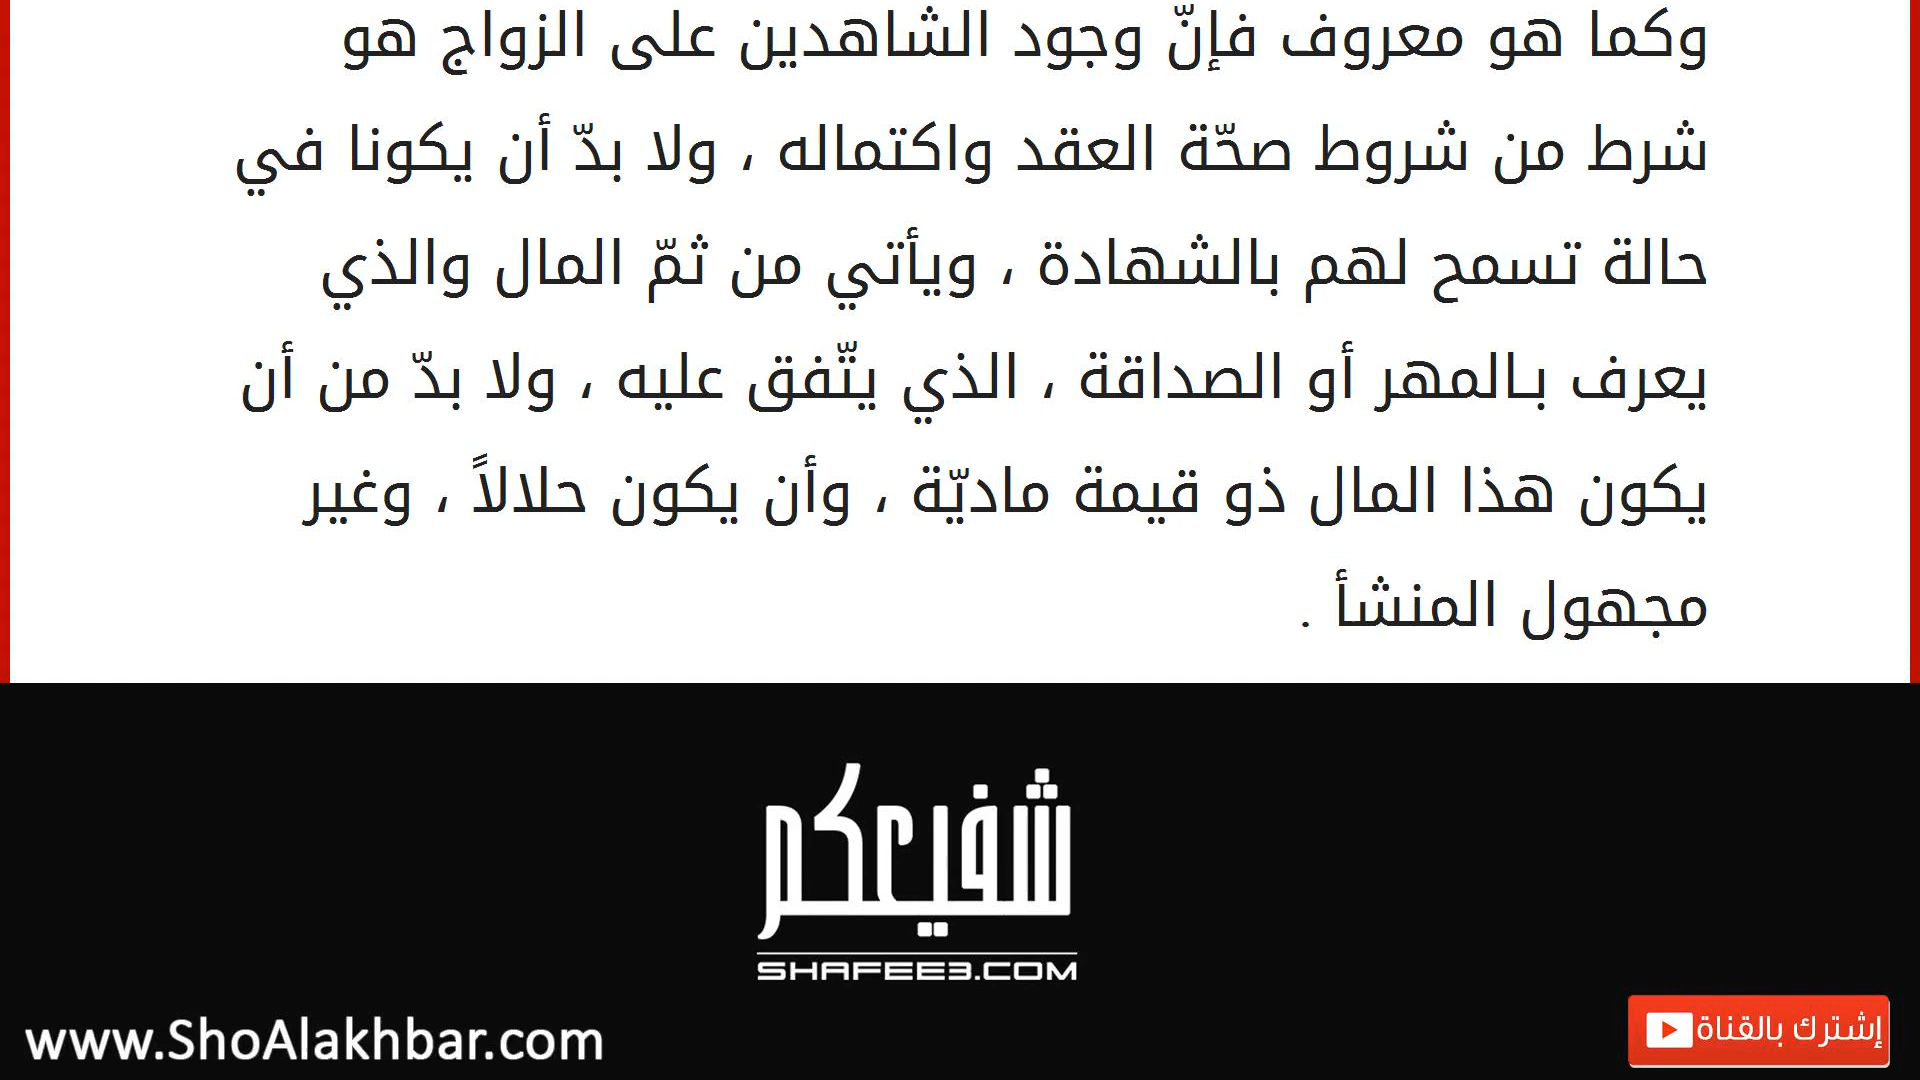 وكما هو معروف فإنّ وجود الشاهدين على الزواج هو
شرط من شروط صحّة العقد واكتماله ، ولا بدّ أن يكونا في
حالة تسمح لهم بالشهادة ، ويأتي من ثمّ المال والذي
يعرف بـالمهر أو الصداقة ، الذي يتّفق عليه ، ولا بدّ من أن
يكون هذا المال ذو قيمة ماديّة ، وأن يكون حلالاً ، وغير
مجهول المنشأ .
شفيعكم
SHAFEE3.COM
www.ShoAlakhbar.com
إشترك بالقناة